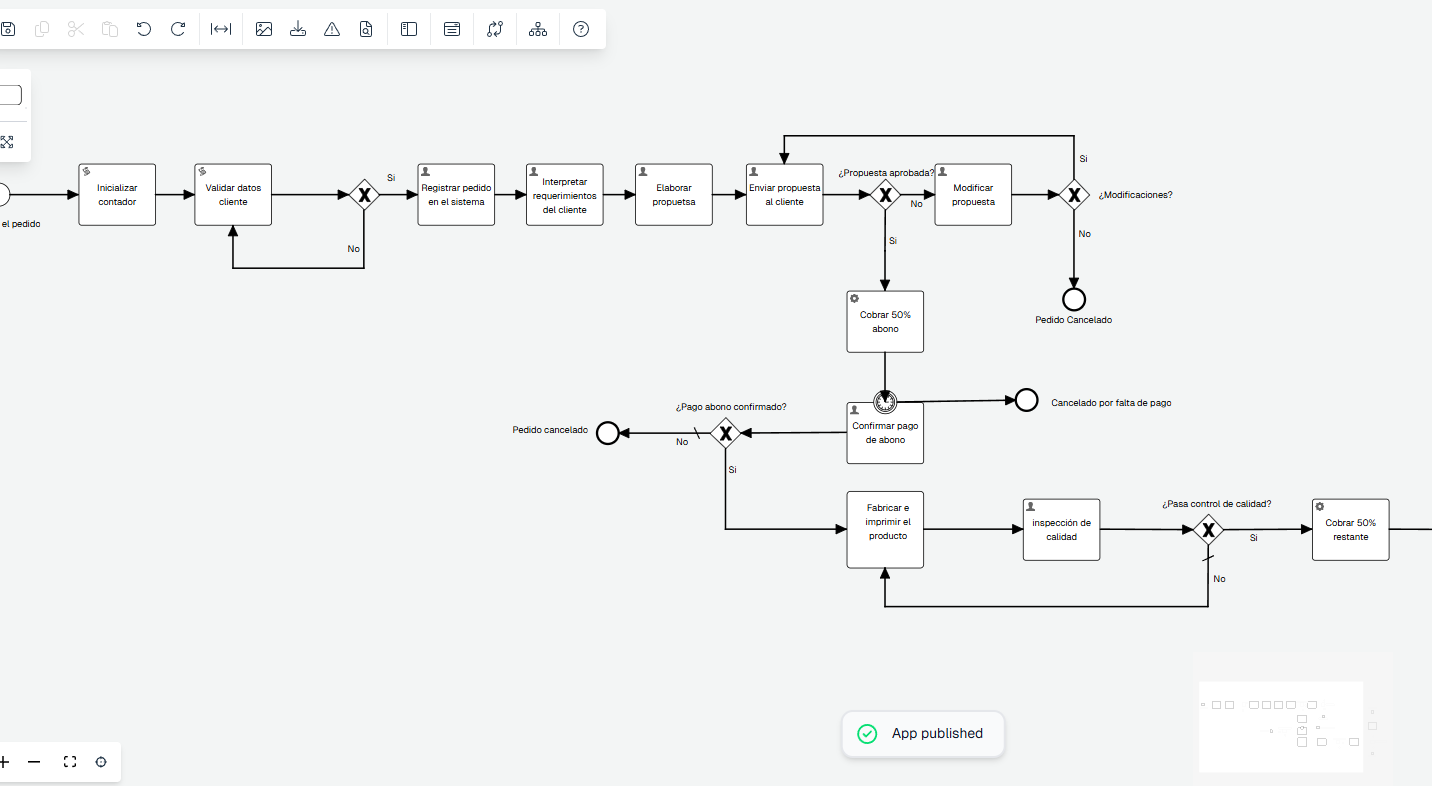 Si
¿Propuesta aprobada?
Si
Inicializar
contador
Validar datos
cliente
Registrar pedido
en el sistema
Interpretar
requerimientos
del cliente
Elaborar
propuetsa
Enviar propuesta
al cliente
No
Modificar
propuesta
¿Modificaciones?
el pedido
No
Si
No
Cobrar 50%
abono
Pedido Cancelado
¿Pago abono confirmado?
Cancelado por falta de pago
Pedido cancelado
No
Confirmar pago
de abono
Si
Fabricar e
imprimir el
producto
inspección de
calidad
¿Pasa control de calidad?
Si
Cobrar 50%
restante
No
App published